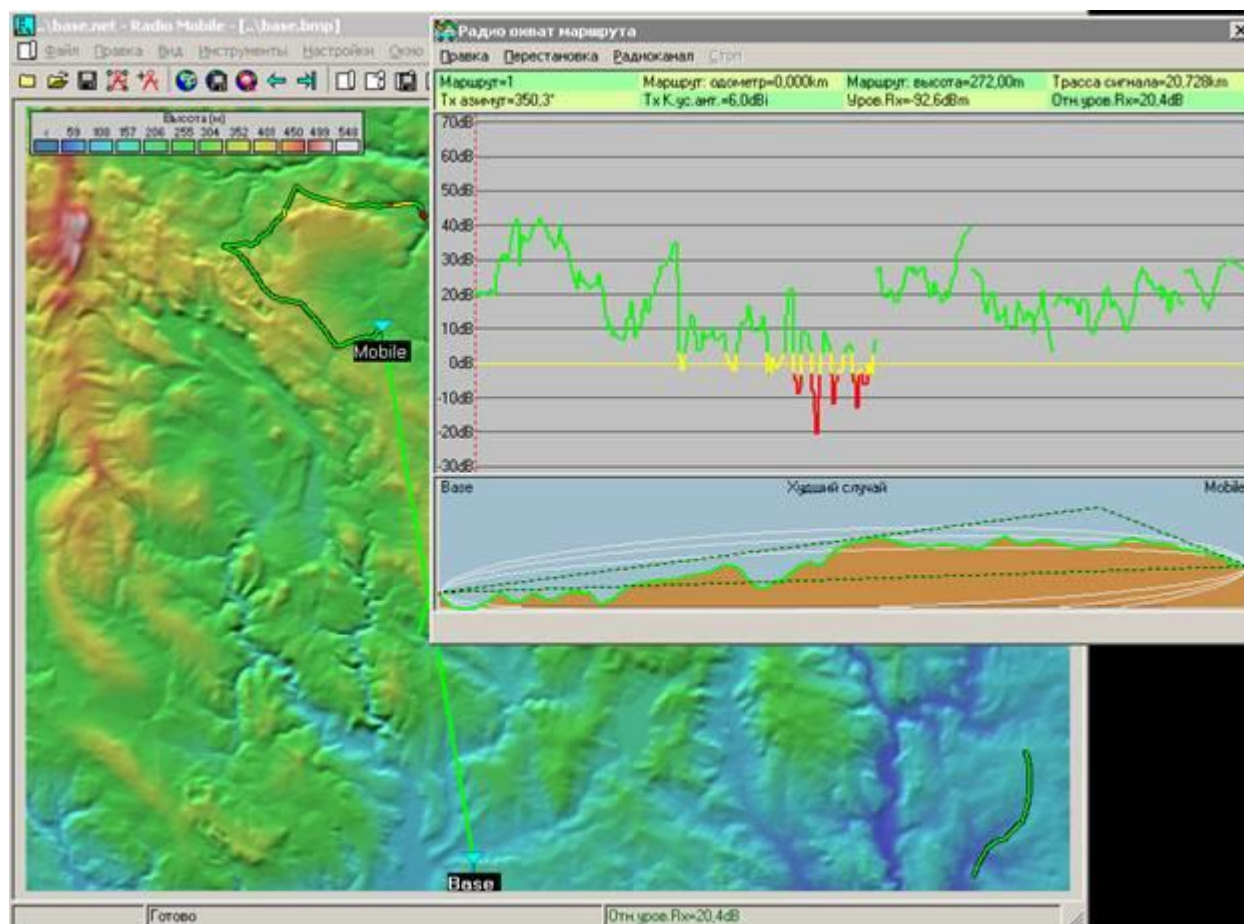 ..\base.net - Radio Mobile - [..\base.bmp]
Файл Правка Вид Инструменты Настройки Окно
Высота (м)
< 59 108 157 206 255 304 352 401 450 499 548
Mobile
Base
Радио охват маршрута
Правка Перестановка Радиоканал Стоп
Маршрут=1 Маршрут: одометр=0,000km Маршрут: высота=272,00m Трасса сигнала=20,728km
Tx азимут=350,3° Tx К.ус.ант.=6,0dBi Уров.Rx=-92,6dBm Отн.уров.Rx=20,4dB
70dB
60dB
50dB
40dB
30dB
20dB
10dB
0dB
-10dB
-20dB
-30dB
Base Худший случай Mobile
Готово Отн.уров.Rx=20,4dB